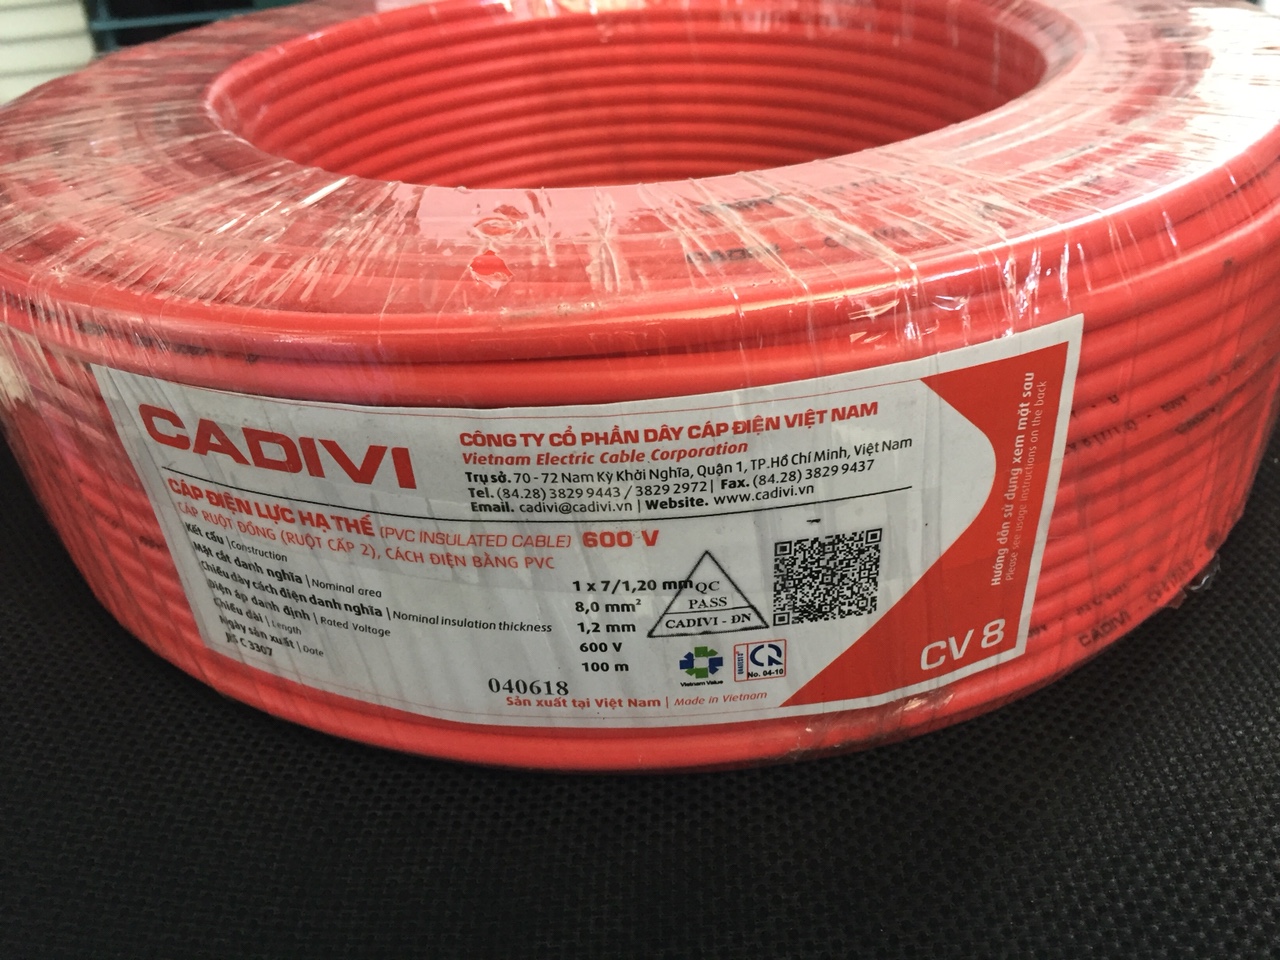 CADIVI
CÔNG TY CỔ PHẦN DÂY CÁP ĐIỆN VIỆT NAM
Vietnam Electric Cable Corporation
Trụ sở. 70 - 72 Nam Kỳ Khởi Nghĩa, Quận 1, TP.Hồ Chí Minh, Việt Nam
Tel. (84.28) 38299443 / 38292972 | Fax. (84.28) 38299437
Email. cadivi@cadivi.vn | Website. www.cadivi.vn
CÁP ĐIỆN LỰC HẠ THẾ (PVC INSULATED CABLE) 600 V
CÁP RUỘT ĐỒNG (RUỘT CẤP 2), CÁCH ĐIỆN BẰNG PVC
Kết cấu | Construction 1 x 7/1,20 mm
Mặt cắt danh nghĩa | Nominal area 8,0 mm²
Chiều dày cách điện danh nghĩa | Nominal insulation thickness 1,2 mm
Điện áp danh định | Rated Voltage 600 V
Chiều dài | Length 100 m
Ngày sản xuất | Date 040618
JIS C 3307
Sản xuất tại Việt Nam | Made in Vietnam
QC
PASS
CADIVI - ĐN
Vietnam Value
No. 04-10
CV 8
Hướng dẫn sử dụng xem mặt sau
Please see usage instructions on the back
CADIVI